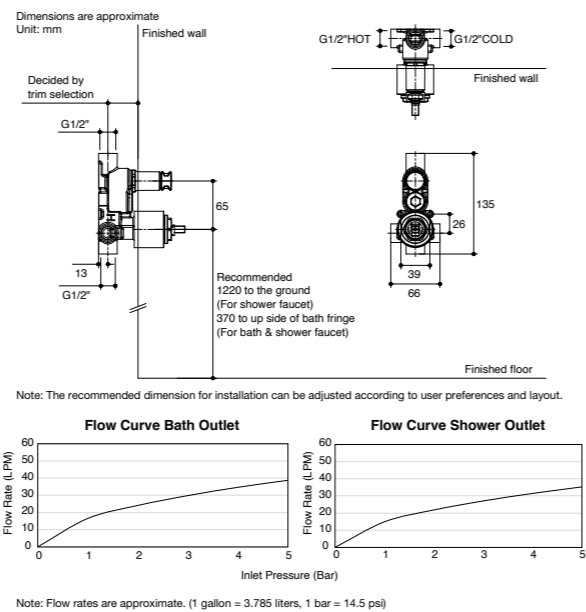 Dimensions are approximate
Unit: mm
Finished wall
Decided by
trim selection
G1/2"
65
13
G1/2"
Recommended
1220 to the ground
(For shower faucet)
370 to up side of bath fringe
(For bath & shower faucet)
G1/2"HOT
G1/2"COLD
Finished wall
135
26
39
66
Finished floor
Note: The recommended dimension for installation can be adjusted according to user preferences and layout.
Flow Curve Bath Outlet
Flow Rate (LPM)
60
50
40
30
20
10
0
0 1 2 3 4 5
Flow Curve Shower Outlet
Flow Rate (LPM)
60
50
40
30
20
10
0
0 1 2 3 4 5
Inlet Pressure (Bar)
Note: Flow rates are approximate. (1 gallon = 3.785 liters, 1 bar = 14.5 psi)